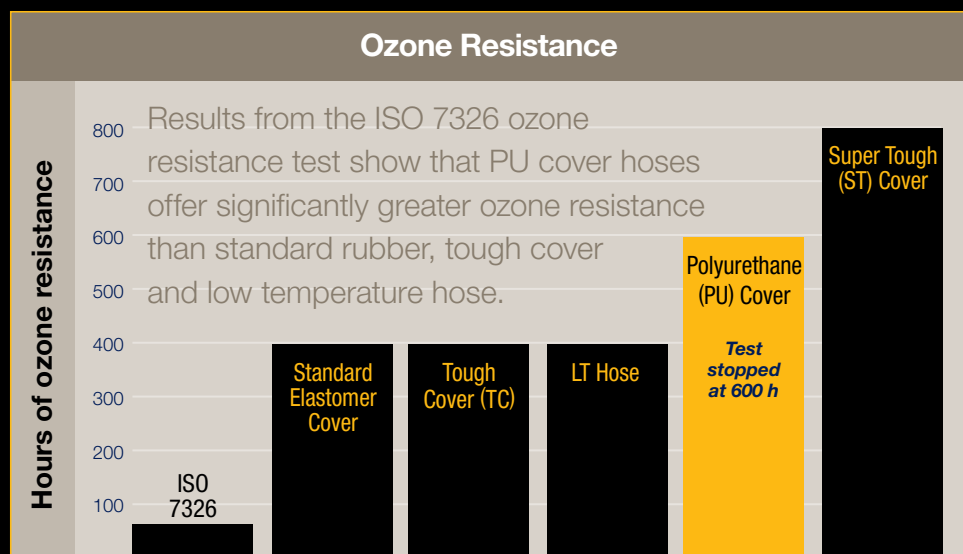 Ozone Resistance
Hours of ozone resistance
Results from the ISO 7326 ozone
resistance test show that PU cover hoses
offer significantly greater ozone resistance
than standard rubber, tough cover
and low temperature hose.
800
700
600
500
400
300
200
100
ISO
7326
Standard
Elastomer
Cover
Tough
Cover (TC)
LT Hose
Polyurethane
(PU) Cover
Test
stopped
at 600 h
Super Tough
(ST) Cover